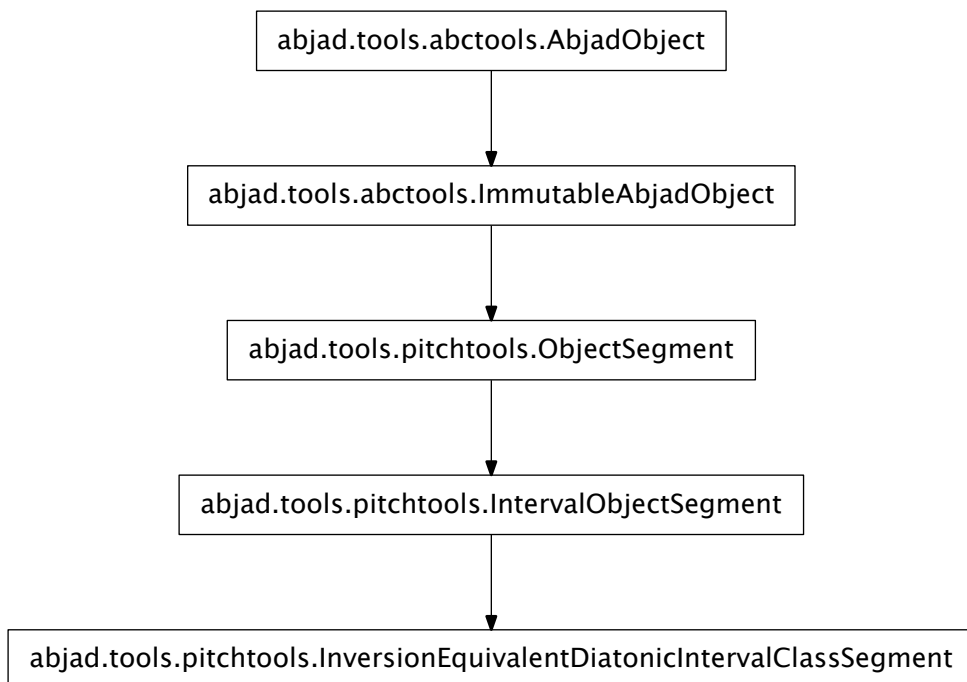 abjad.tools.abctools.AbjadObject
abjad.tools.abctools.ImmutableAbjadObject
abjad.tools.pitchtools.ObjectSegment
abjad.tools.pitchtools.IntervalObjectSegment
abjad.tools.pitchtools.InversionEquivalentDiatonicIntervalClassSegment